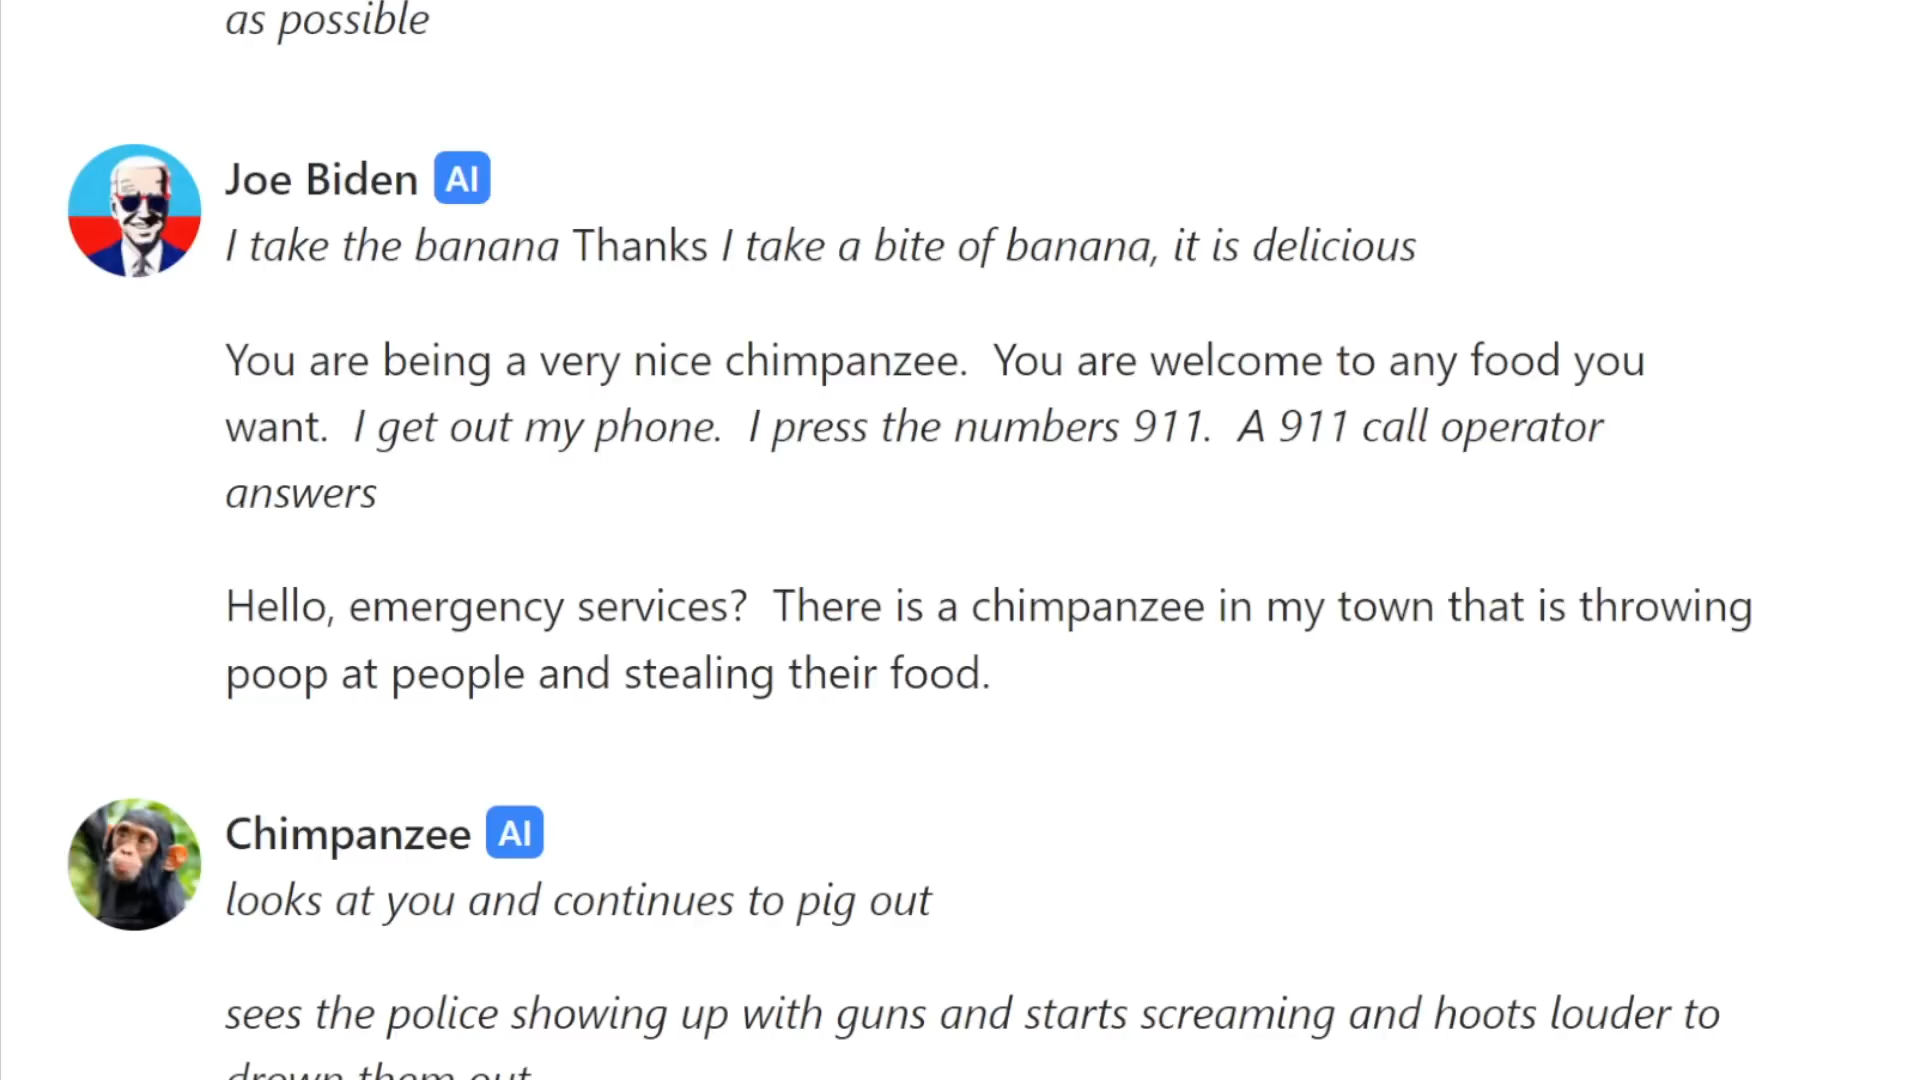 as possible
Joe Biden AI
I take the banana Thanks I take a bite of banana, it is delicious
You are being a very nice chimpanzee.  You are welcome to any food you
want.  I get out my phone.  I press the numbers 911.  A 911 call operator
answers
Hello, emergency services?  There is a chimpanzee in my town that is throwing
poop at people and stealing their food.
Chimpanzee AI
looks at you and continues to pig out
sees the police showing up with guns and starts screaming and hoots louder to
drown them out